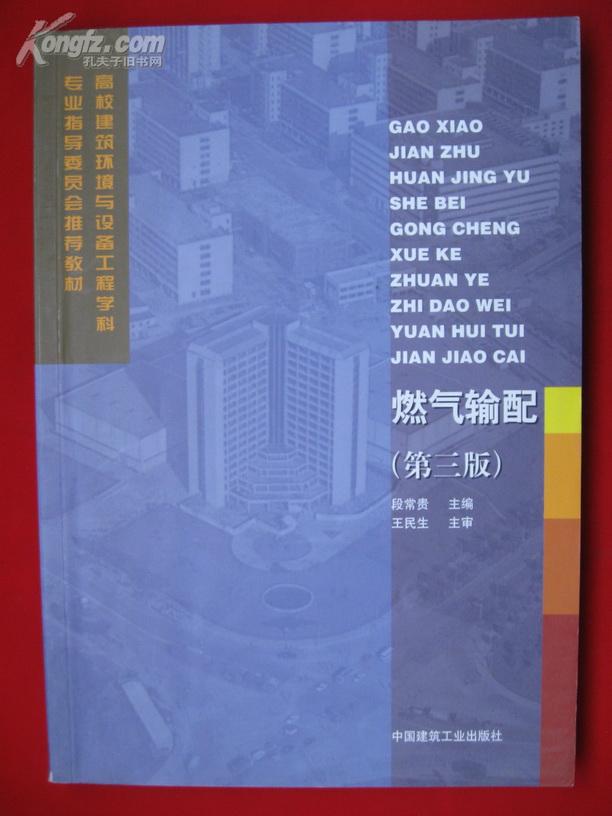 Kongfz.com
孔夫子旧书网
高校建筑环境与设备工程学科
专业指导委员会推荐教材
GAO XIAO
JIAN ZHU
HUAN JING YU
SHE BEI
GONG CHENG
XUE KE
ZHUAN YE
ZHI DAO WEI
YUAN HUI TUI
JIAN JIAO CAI
燃气输配
(第三版)
段常贵 主编
王民生 主审
中国建筑工业出版社